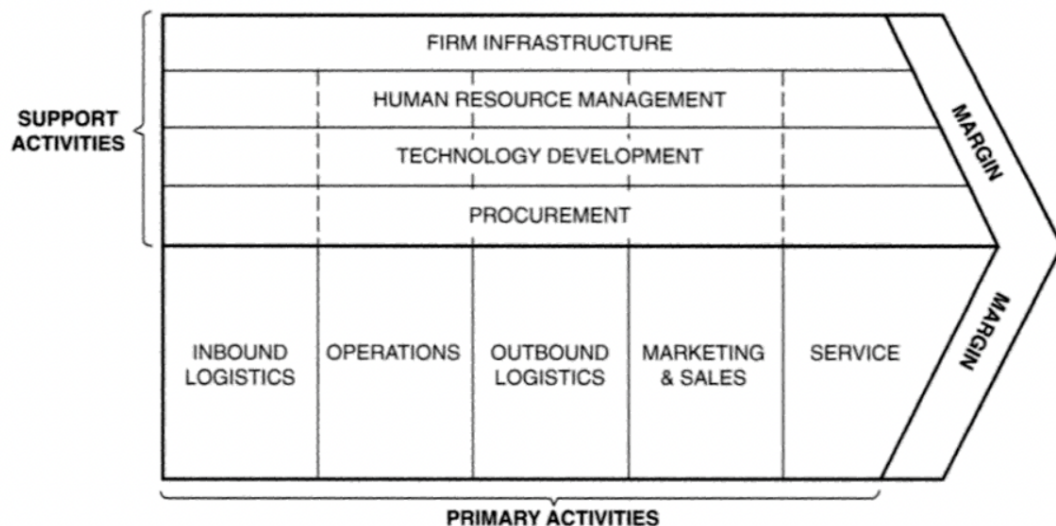 FIRM INFRASTRUCTURE
HUMAN RESOURCE MANAGEMENT
SUPPORT
ACTIVITIES
TECHNOLOGY DEVELOPMENT
PROCUREMENT
MARGIN
INBOUND
LOGISTICS
OPERATIONS
OUTBOUND
LOGISTICS
MARKETING
& SALES
SERVICE
MARGIN
PRIMARY ACTIVITIES